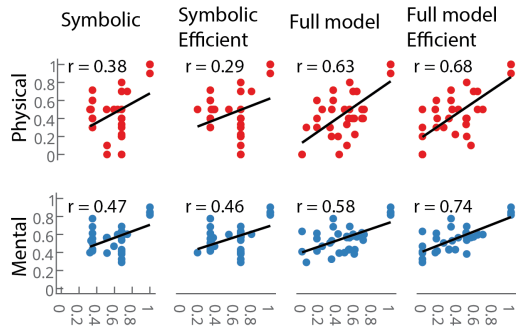 Symbolic
Symbolic
Efficient
Full model
Full model
Efficient
Physical
1
0.8
0.6
0.4
0.2
0
r = 0.38
r = 0.29
r = 0.63
r = 0.68
Mental
1
0.8
0.6
0.4
0.2
0
r = 0.47
r = 0.46
r = 0.58
r = 0.74
0 0.2 0.4 0.6 0.8 1
0 0.2 0.4 0.6 0.8 1
0 0.2 0.4 0.6 0.8 1
0 0.2 0.4 0.6 0.8 1